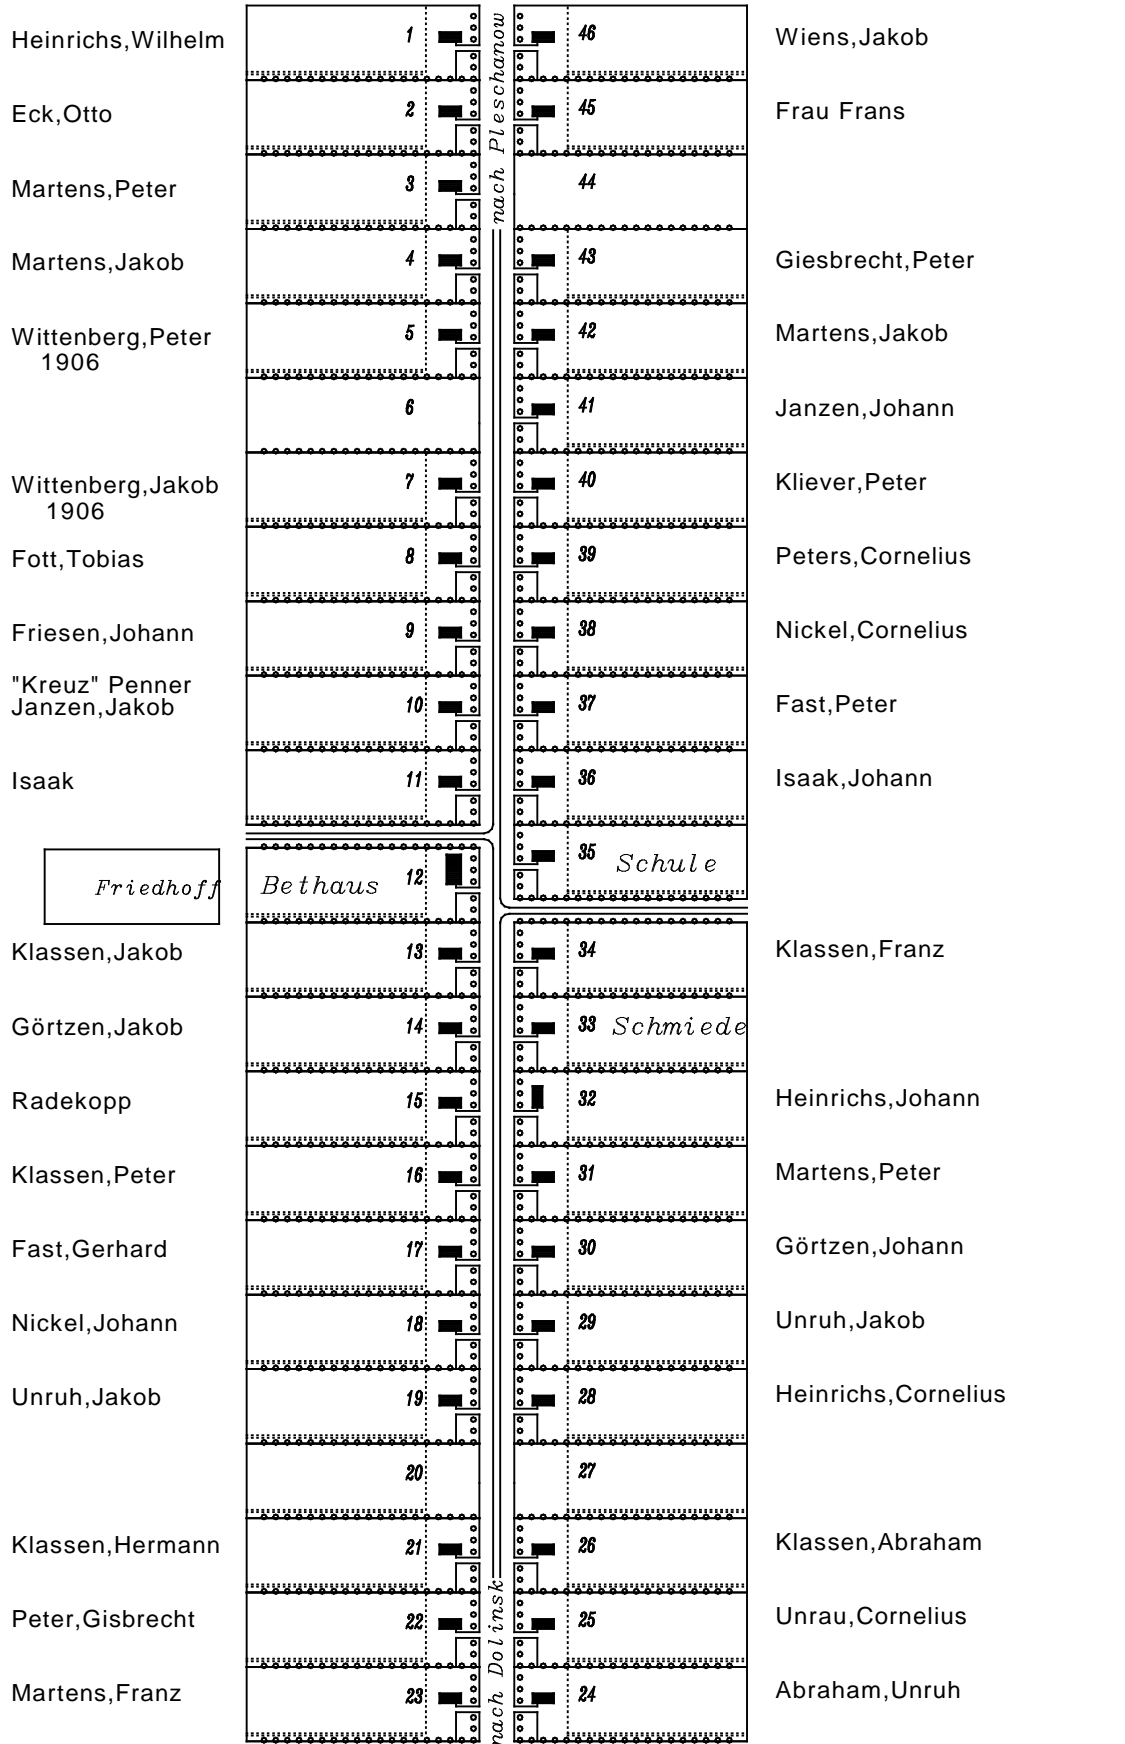 Heinrichs,Wilhelm 1 46 Wiens,Jakob
nach Pleschanow
Eck,Otto 2 45 Frau Frans
Martens,Peter 3 44
Martens,Jakob 4 43 Giesbrecht,Peter
Wittenberg,Peter 5 42 Martens,Jakob
1906
6 41 Janzen,Johann
Wittenberg,Jakob 7 40 Kliever,Peter
1906
Fott,Tobias 8 39 Peters,Cornelius
Friesen,Johann 9 38 Nickel,Cornelius
"Kreuz" Penner
Janzen,Jakob 10 37 Fast,Peter
Isaak 11 36 Isaak,Johann
35 Schule
Friedhoff Bethaus 12
Klassen,Jakob 13 34 Klassen,Franz
Görtzen,Jakob 14 33 Schmiede
Radekopp 15 32 Heinrichs,Johann
Klassen,Peter 16 31 Martens,Peter
Fast,Gerhard 17 30 Görtzen,Johann
Nickel,Johann 18 29 Unruh,Jakob
Unruh,Jakob 19 28 Heinrichs,Cornelius
20 27
Klassen,Hermann 21 26 Klassen,Abraham
Peter,Gisbrecht 22 25 Unrau,Cornelius
nach Dolinsk
Martens,Franz 23 24 Abraham,Unruh